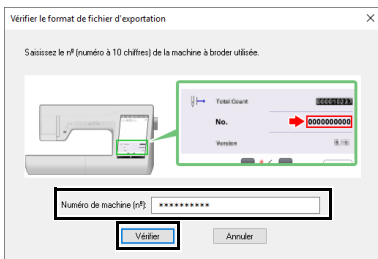 Vérifier le format de fichier d'exportation
Saisissez le nº (numéro à 10 chiffres) de la machine à broder utilisée.
Total Count
No.
0000000000
Version
Numéro de machine (nº):
**********
Vérifier
Annuler